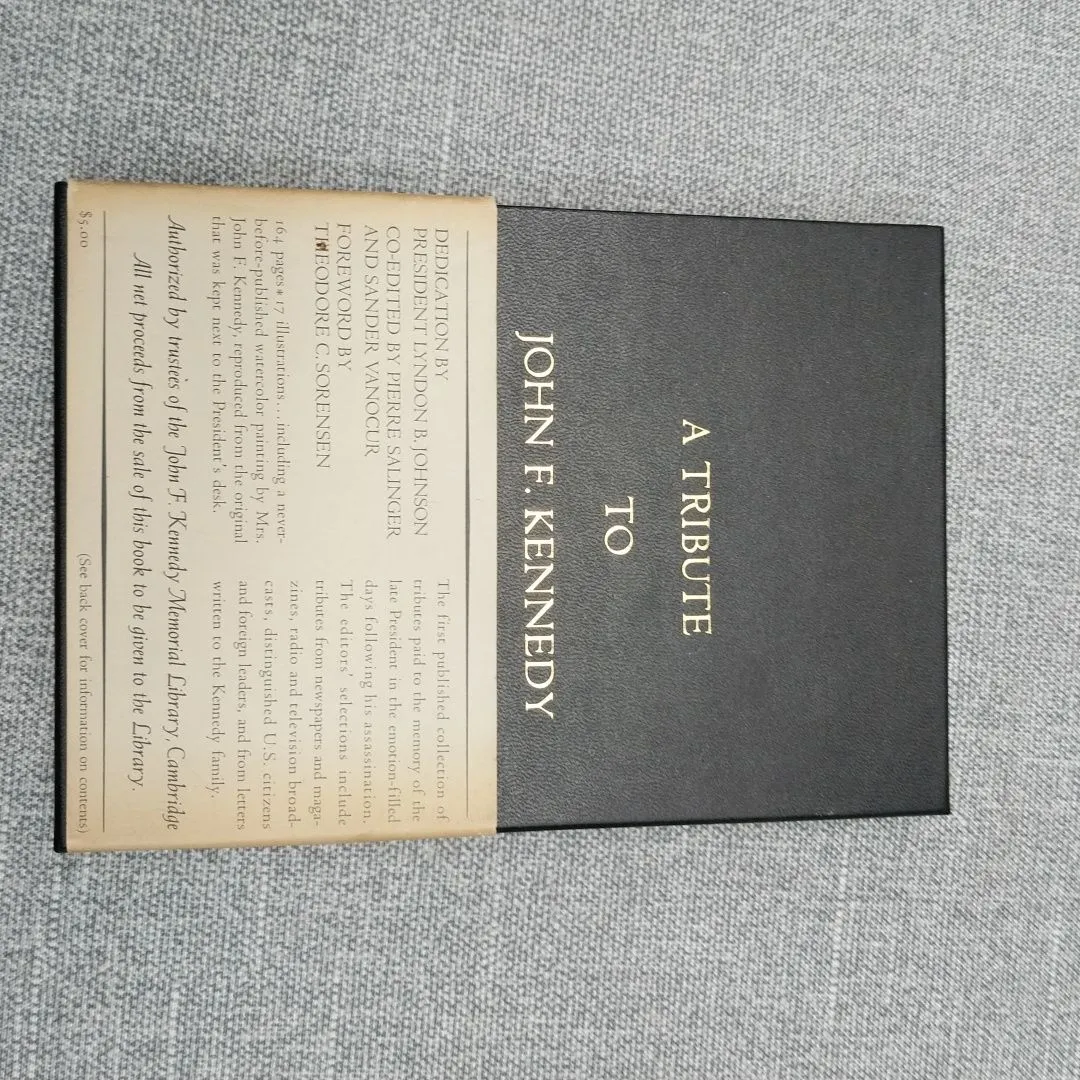 A TRIBUTE
TO
JOHN F. KENNEDY
DEDICATION BY
PRESIDENT LYNDON B. JOHNSON
CO-EDITED BY PIERRE SALINGER
AND SANDER VANOCUR
FOREWORD BY
THEODORE C. SORENSEN
164 pages * 17 illustrations... including a never-
before-published watercolor painting by Mrs.
John F. Kennedy, reproduced from the original
that was kept next to the President's desk.
The first published collection of
tributes paid to the memory of the
late President in the emotion-filled
days following his assassination.
The editors' selections include
tributes from newspapers and maga-
zines, radio and television broad-
casts, distinguished U.S. citizens
and foreign leaders, and from letters
written to the Kennedy family.
Authorized by trustees of the John F. Kennedy Memorial Library, Cambridge
All net proceeds from the sale of this book to be given to the Library.
$5.00
(See back cover for information on contents)